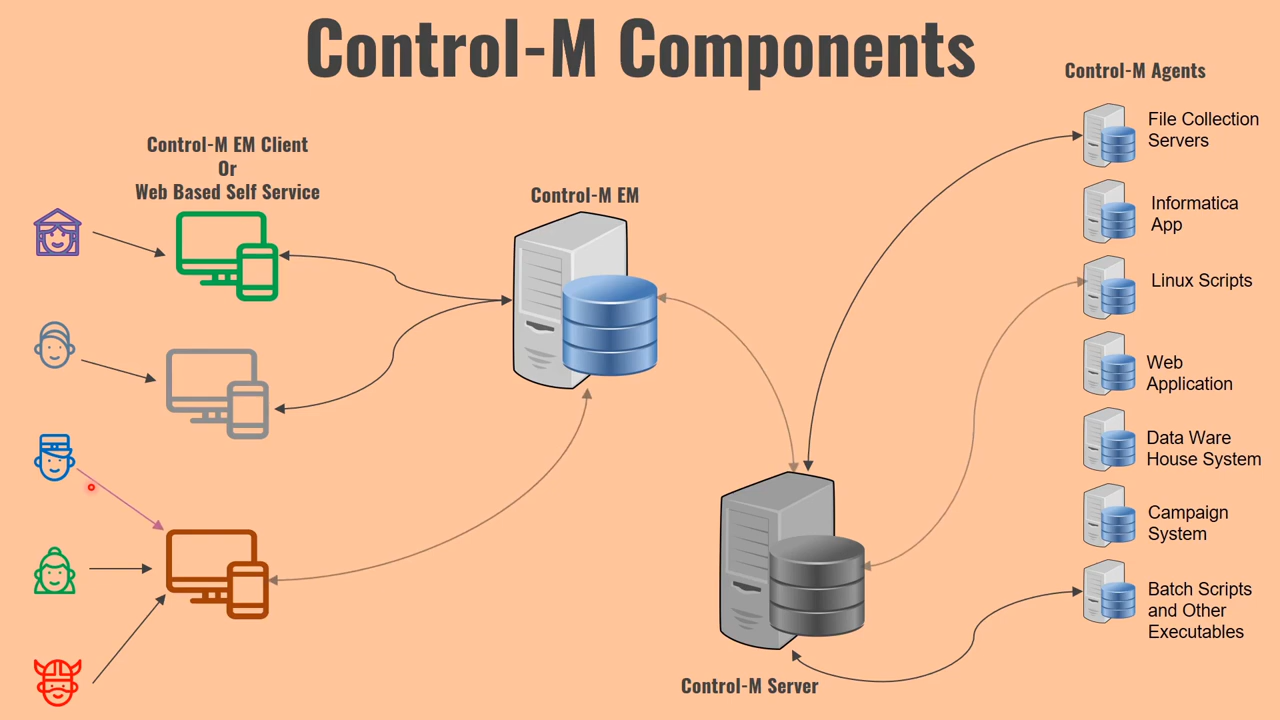 Control-M Components
Control-M Agents
Control-M EM Client
Or
Web Based Self Service
Control-M EM
Control-M Server
File Collection
Servers
Informatica
App
Linux Scripts
Web
Application
Data Ware
House System
Campaign
System
Batch Scripts
and Other
Executables